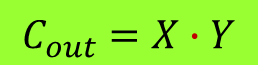 C_out = X · Y